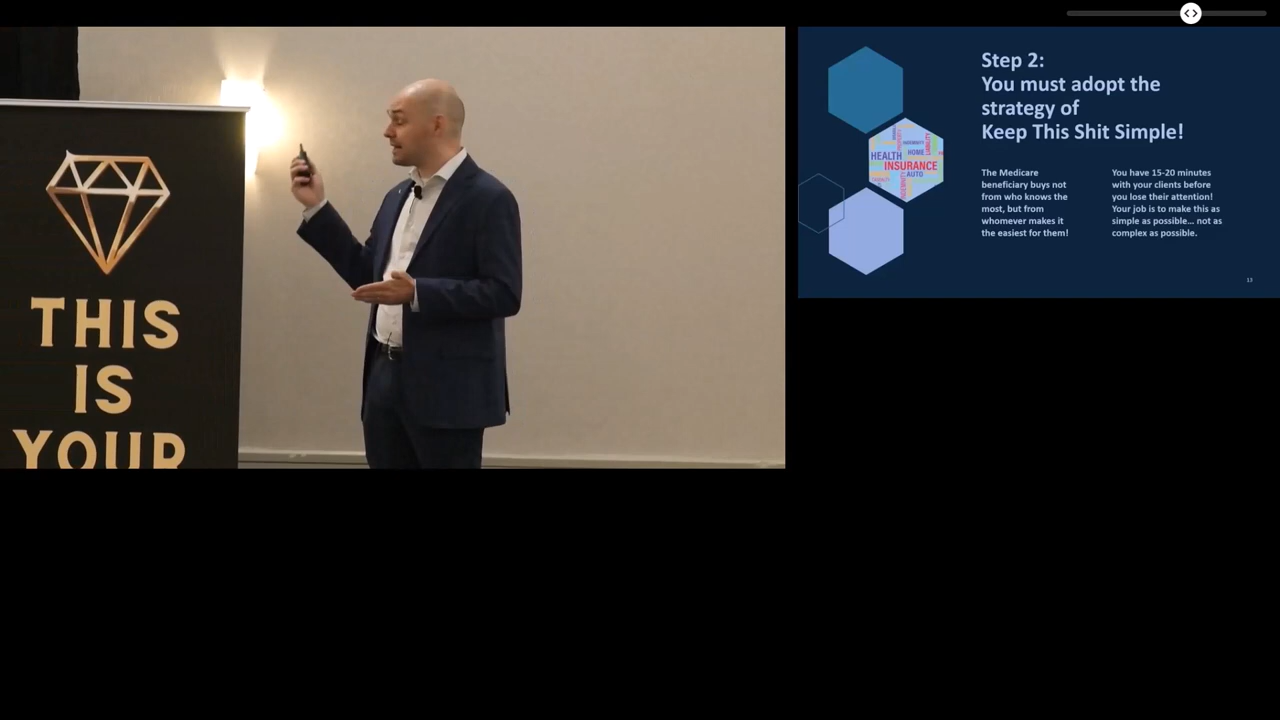 THIS
IS
YOUR
Step 2:
You must adopt the
strategy of
Keep This Shit Simple!
HEALTH
INSURANCE
HOME
AUTO
INDEMNITY
LIABILITY
The Medicare
beneficiary buys not
from who knows the
most, but from
whomever makes it
the easiest for them!
You have 15-20 minutes
with your clients before
you lose their attention!
Your job is to make this as
simple as possible... not as
complex as possible.
13